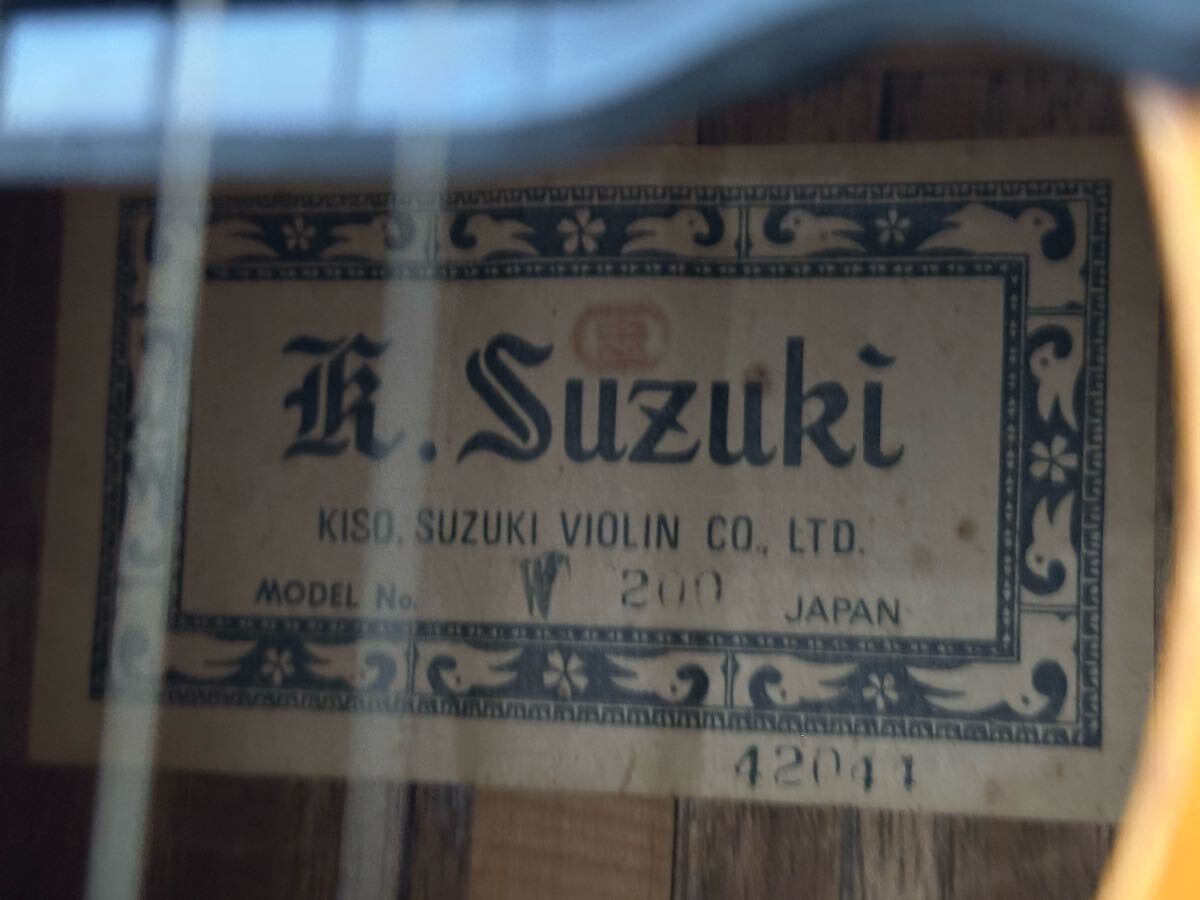 K. Suzuki
KISO, SUZUKI VIOLIN CO., LTD.
MODEL No. W 200 JAPAN
42041